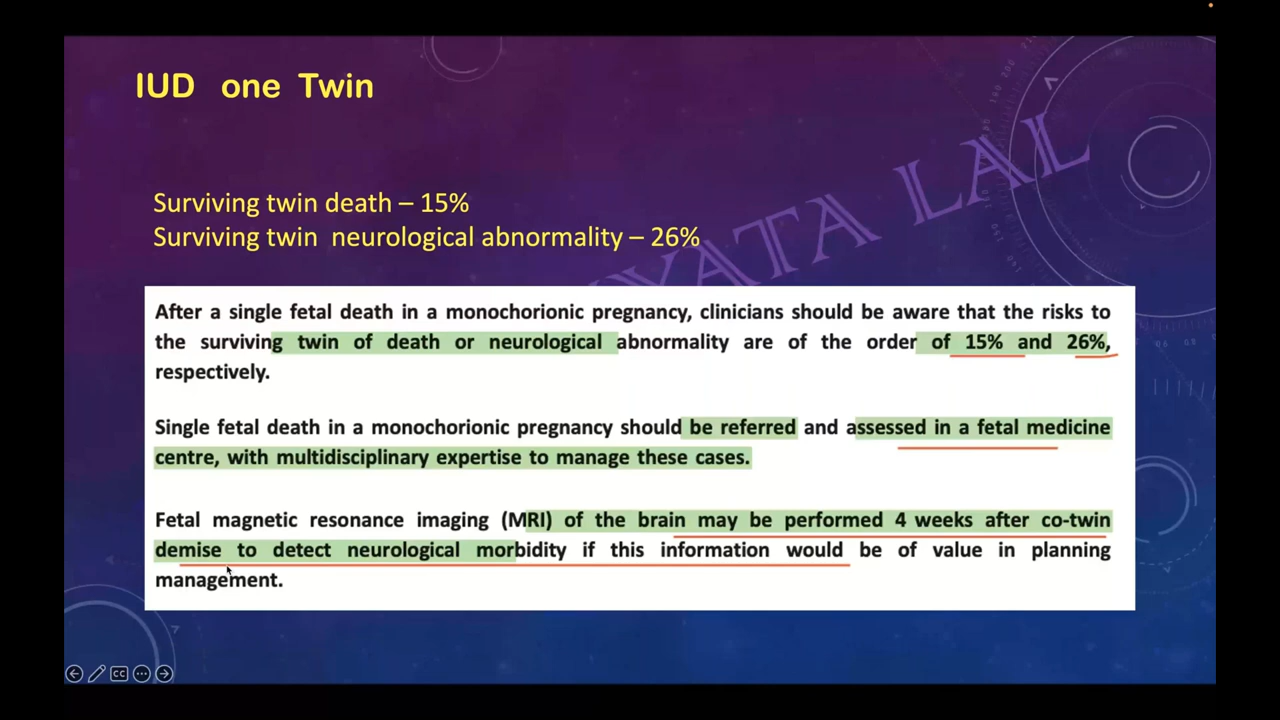 IUD one Twin
Surviving twin death – 15%
Surviving twin neurological abnormality – 26%
After a single fetal death in a monochorionic pregnancy, clinicians should be aware that the risks to
the surviving twin of death or neurological abnormality are of the order of 15% and 26%,
respectively.
Single fetal death in a monochorionic pregnancy should be referred and assessed in a fetal medicine
centre, with multidisciplinary expertise to manage these cases.
Fetal magnetic resonance imaging (MRI) of the brain may be performed 4 weeks after co-twin
demise to detect neurological morbidity if this information would be of value in planning
management.
YATA LAL
CC